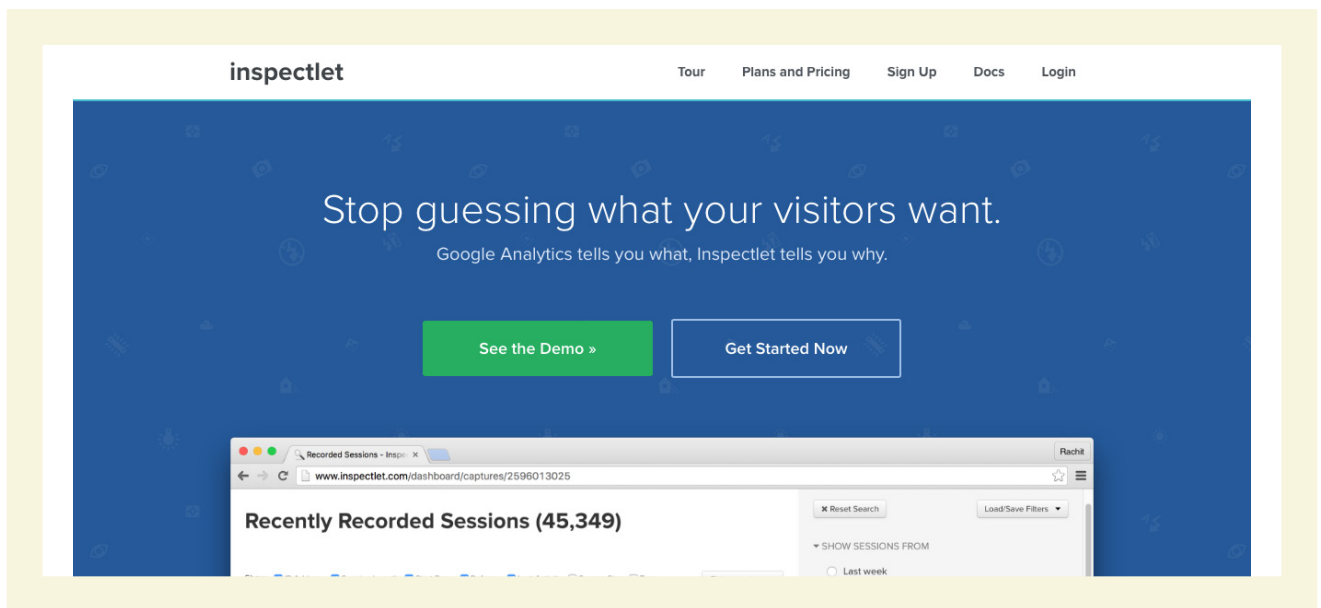 inspectlet
Tour Plans and Pricing Sign Up Docs Login
Stop guessing what your visitors want.
Google Analytics tells you what, Inspectlet tells you why.
See the Demo » Get Started Now
Recorded Sessions - Inspe × Rachit
www.inspectlet.com/dashboard/captures/2596013025
Recently Recorded Sessions (45,349)
✖ Reset Search Load/Save Filters ▼
▾ SHOW SESSIONS FROM
Last week